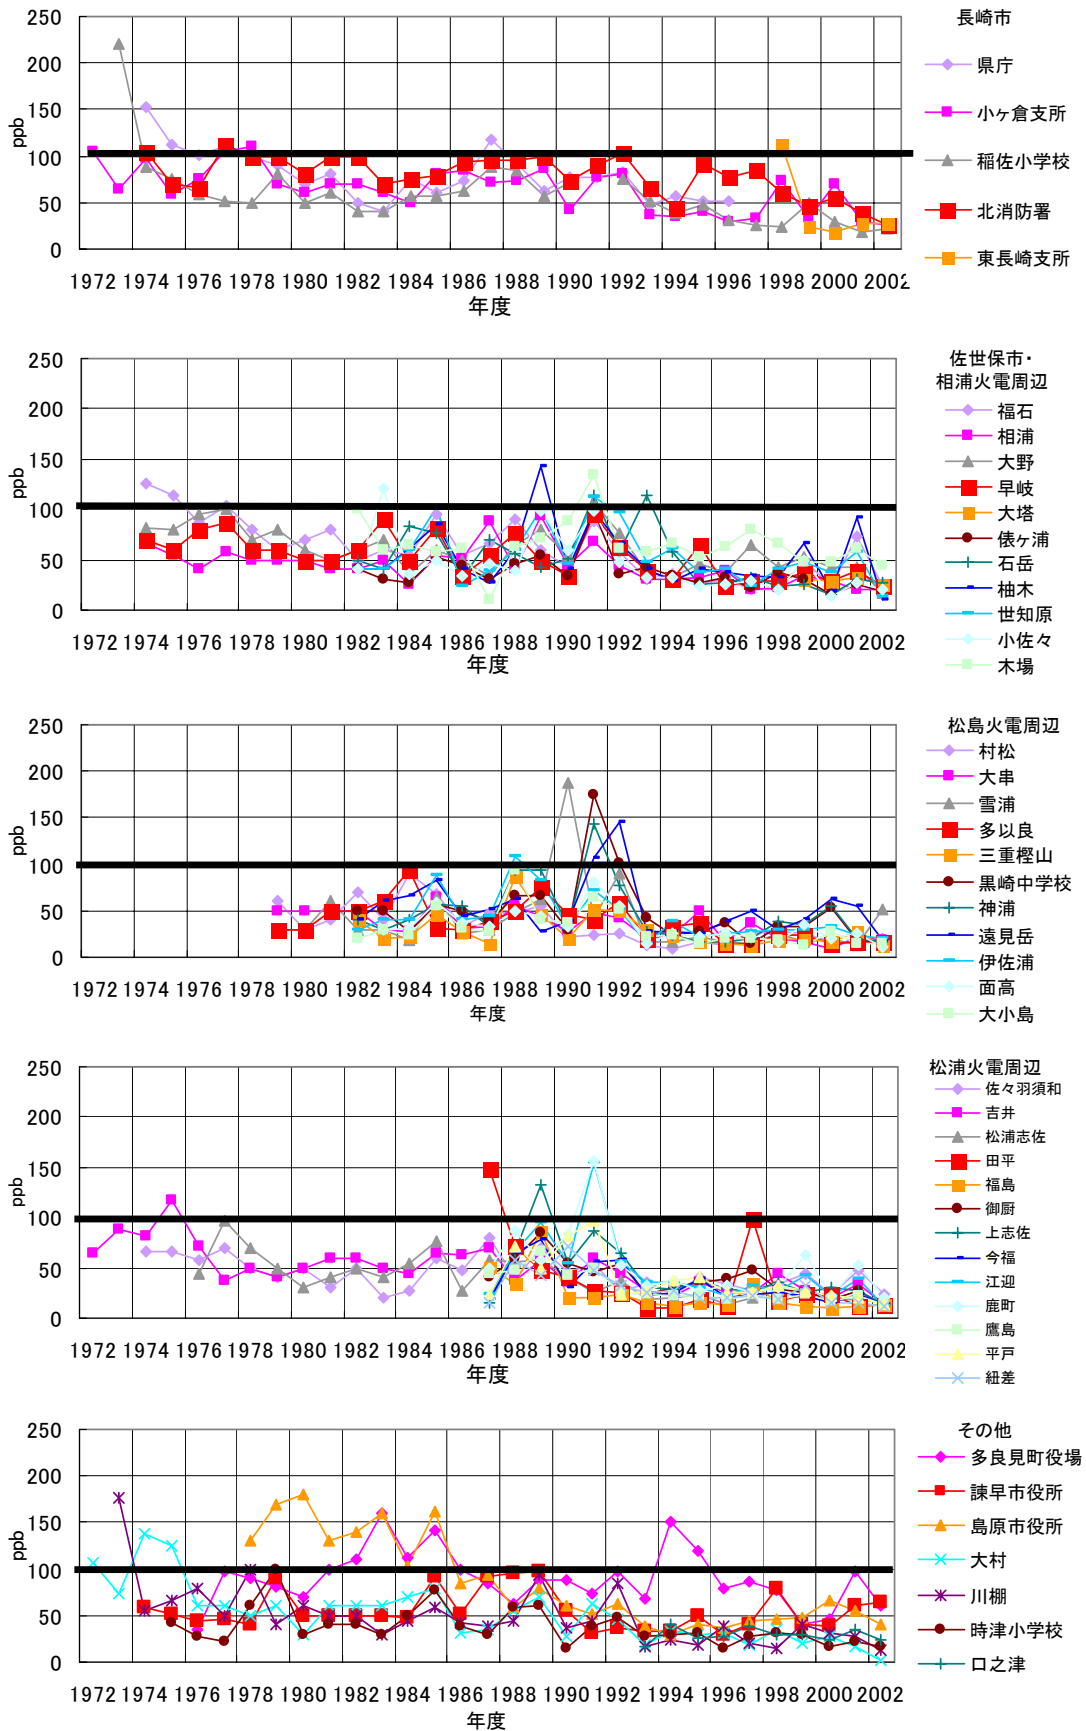 長崎市
250
200
150
100
50
0
ppb
1972 1974 1976 1978 1980 1982 1984 1986 1988 1990 1992 1994 1996 1998 2000 2002
年度
県庁
小ヶ倉支所
稲佐小学校
北消防署
東長崎支所
佐世保市・
相浦火電周辺
250
200
150
100
50
0
ppb
1972 1974 1976 1978 1980 1982 1984 1986 1988 1990 1992 1994 1996 1998 2000 2002
年度
福石
相浦
大野
早岐
大塔
俵ヶ浦
石岳
柚木
世知原
小佐々
木場
松島火電周辺
250
200
150
100
50
0
ppb
1972 1974 1976 1978 1980 1982 1984 1986 1988 1990 1992 1994 1996 1998 2000 2002
年度
村松
大串
雪浦
多以良
三重樫山
黒崎中学校
神浦
遠見岳
伊佐浦
面高
大小島
松浦火電周辺
250
200
150
100
50
0
ppb
1972 1974 1976 1978 1980 1982 1984 1986 1988 1990 1992 1994 1996 1998 2000 2002
年度
佐々羽須和
吉井
松浦志佐
田平
福島
御厨
上志佐
今福
江迎
鹿町
鷹島
平戸
紐差
その他
250
200
150
100
50
0
ppb
1972 1974 1976 1978 1980 1982 1984 1986 1988 1990 1992 1994 1996 1998 2000 2002
年度
多良見町役場
諫早市役所
島原市役所
大村
川棚
時津小学校
口之津